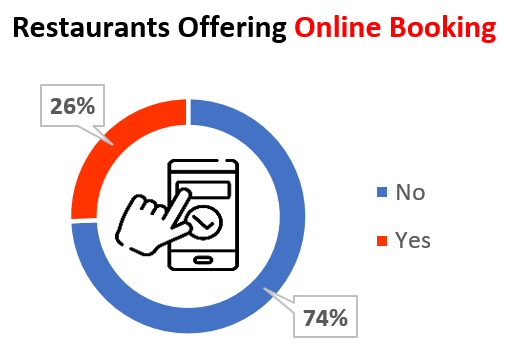 Restaurants Offering Online Booking
26%
No
Yes
74%